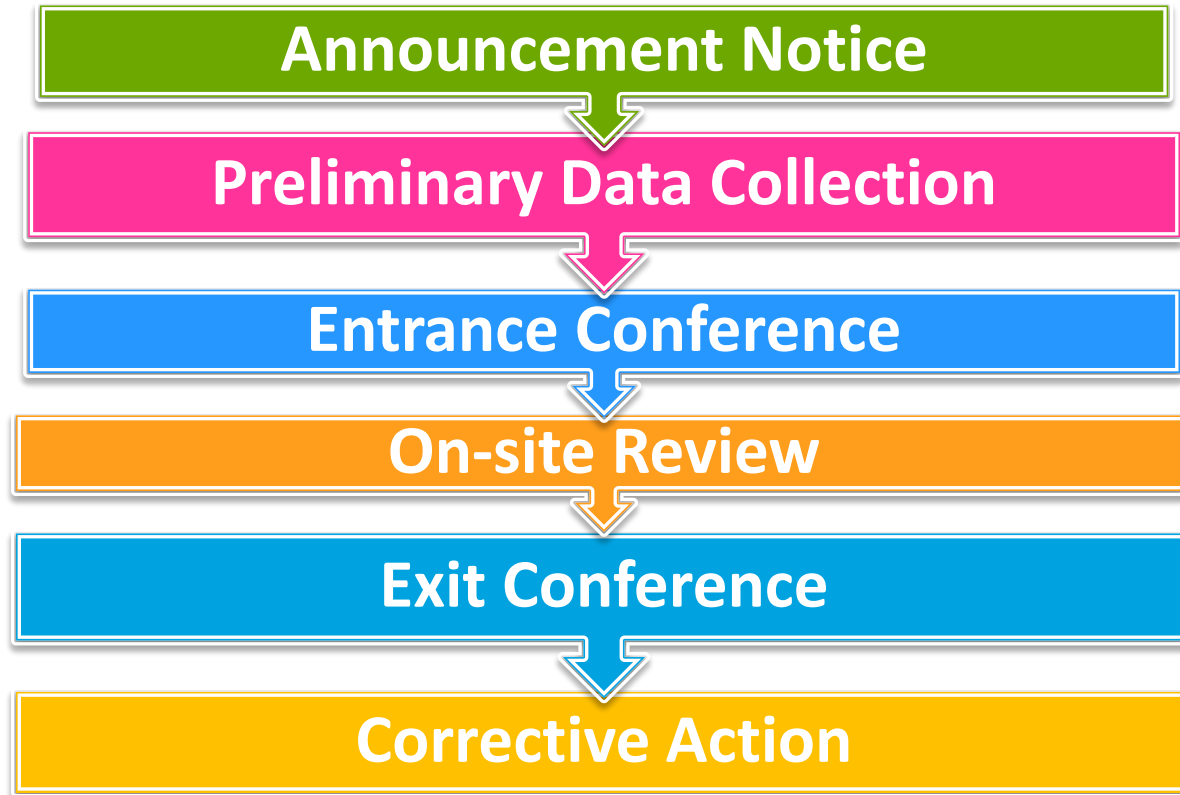 Announcement Notice
Preliminary Data Collection
Entrance Conference
On-site Review
Exit Conference
Corrective Action